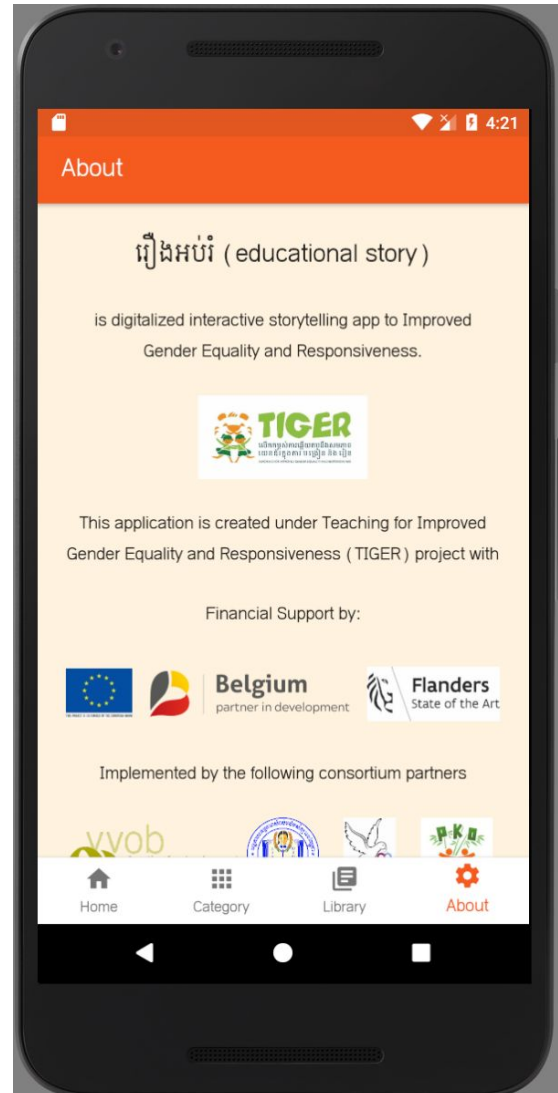 4:21
About
រឿងអប់រំ ( educational story )
is digitalized interactive storytelling app to Improved
Gender Equality and Responsiveness.
TIGER
This application is created under Teaching for Improved
Gender Equality and Responsiveness ( TIGER ) project with
Financial Support by:
Belgium
partner in development
Flanders
State of the Art
Implemented by the following consortium partners
vvob
P K O
Home Category Library About